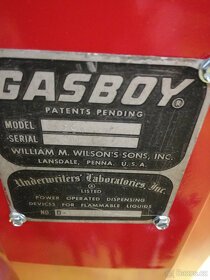 GASBOY®
PATENTS PENDING
MODEL
SERIAL
WILLIAM M. WILSON'S SONS, INC.
LANSDALE, PENNA. U.S.A.
Underwriters' Laboratories Inc.
LISTED
POWER OPERATED DISPENSING
DEVICES FOR FLAMMABLE LIQUIDS
NO. D-